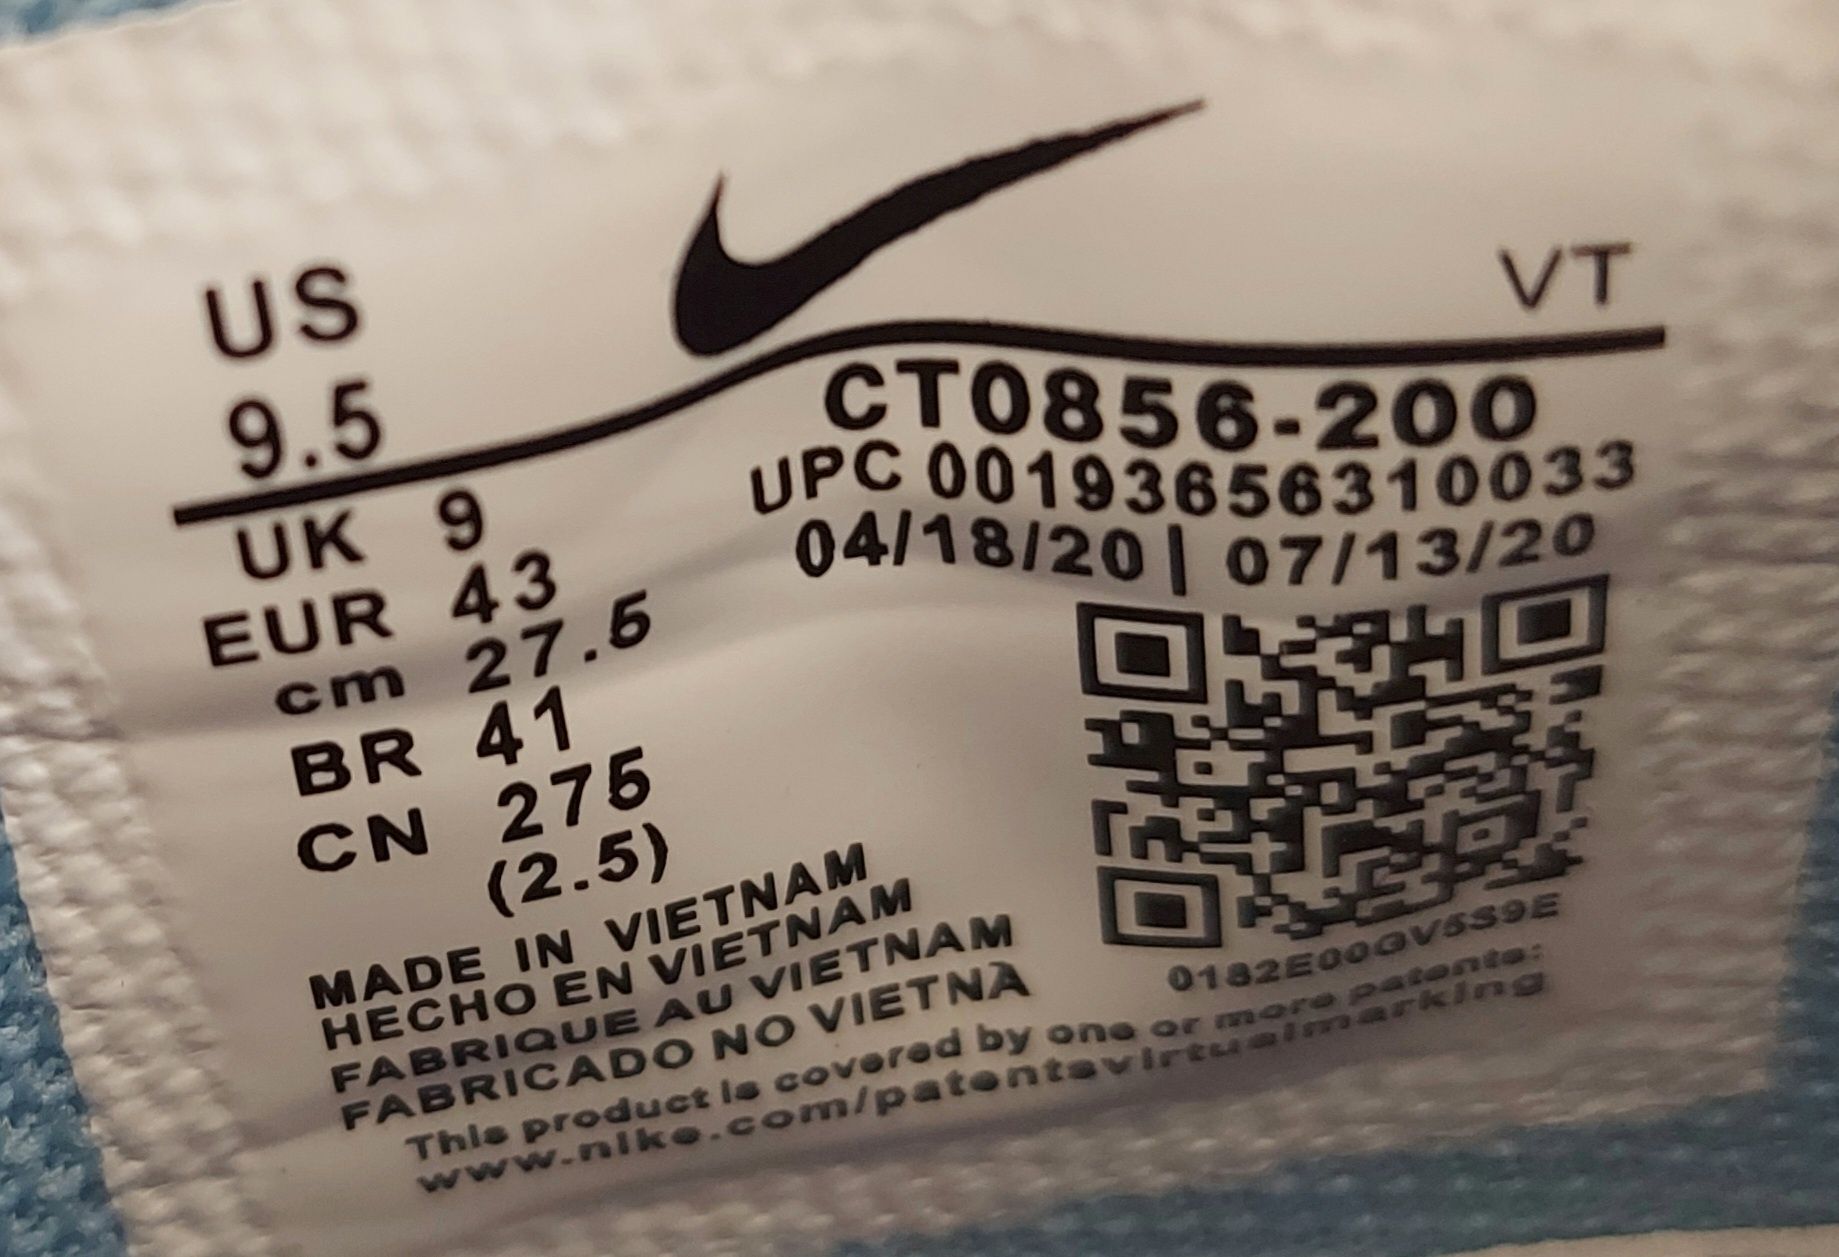 US
9.5
VT
CT0856-200
UPC 00193656310033
04/18/20 | 07/13/20
UK 9
EUR 43
cm 27.5
BR 41
CN 275
(2.5)
MADE IN VIETNAM
HECHO EN VIETNAM
FABRIQUE AU VIETNAM
FABRICADO NO VIETNÃ
0182E00GV5S9E
This product is covered by one or more patents:
www.nike.com/patentsvirtualmarking